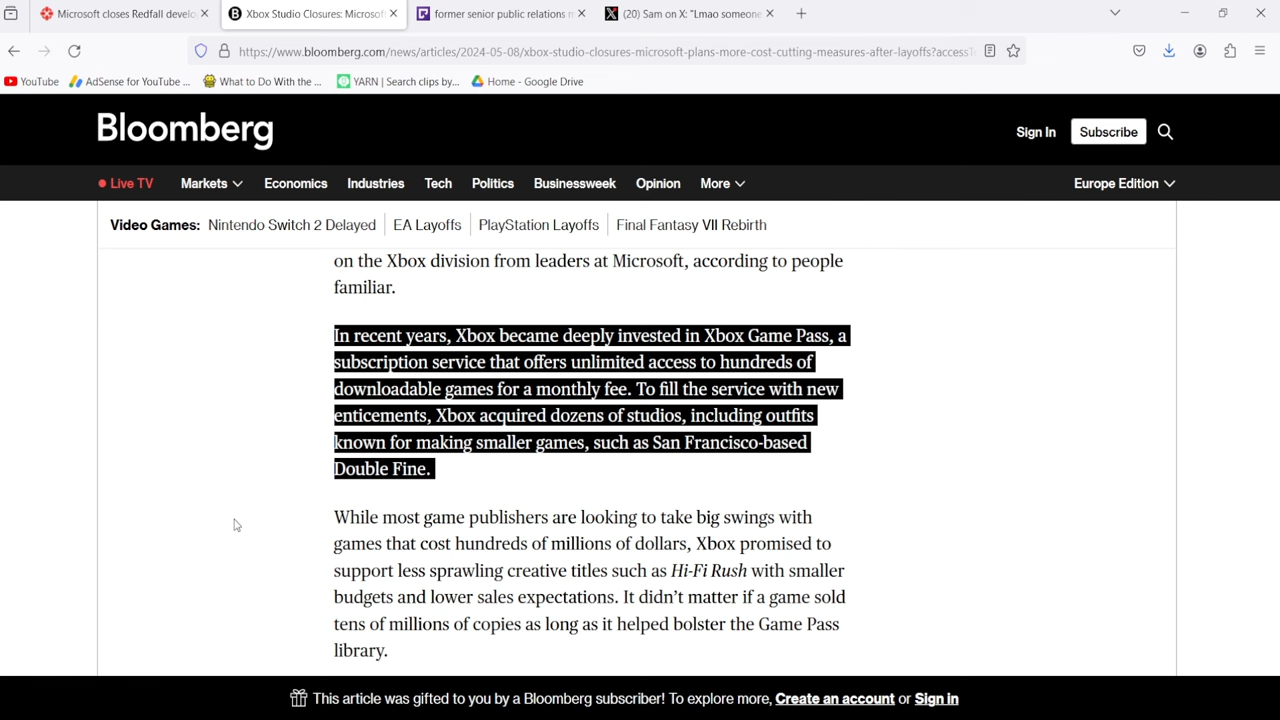 Microsoft closes Redfall develo
Xbox Studio Closures: Microsoft
former senior public relations m
(20) Sam on X: "Lmao someone
https://www.bloomberg.com/news/articles/2024-05-08/xbox-studio-closures-microsoft-plans-more-cost-cutting-measures-after-layoffs?accessT
YouTube
AdSense for YouTube ...
What to Do With the ...
YARN | Search clips by...
Home - Google Drive
Bloomberg
Sign In
Subscribe
Live TV
Markets
Economics
Industries
Tech
Politics
Businessweek
Opinion
More
Europe Edition
Video Games: Nintendo Switch 2 Delayed
EA Layoffs
PlayStation Layoffs
Final Fantasy VII Rebirth
on the Xbox division from leaders at Microsoft, according to people
familiar.
In recent years, Xbox became deeply invested in Xbox Game Pass, a
subscription service that offers unlimited access to hundreds of
downloadable games for a monthly fee. To fill the service with new
enticements, Xbox acquired dozens of studios, including outfits
known for making smaller games, such as San Francisco-based
Double Fine.
While most game publishers are looking to take big swings with
games that cost hundreds of millions of dollars, Xbox promised to
support less sprawling creative titles such as Hi-Fi Rush with smaller
budgets and lower sales expectations. It didn't matter if a game sold
tens of millions of copies as long as it helped bolster the Game Pass
library.
This article was gifted to you by a Bloomberg subscriber! To explore more, Create an account or Sign in